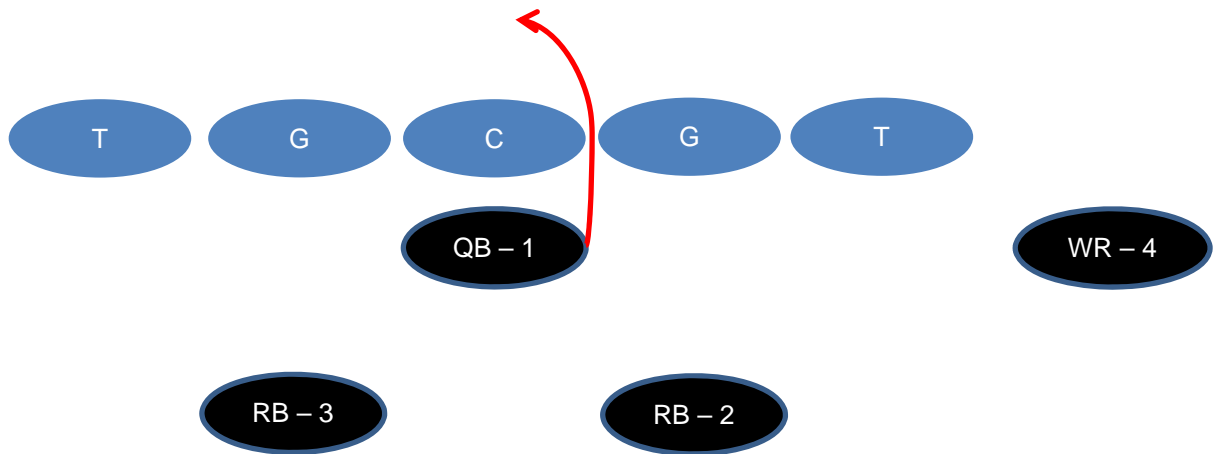 T G C G T
QB – 1 WR – 4
RB – 3 RB – 2